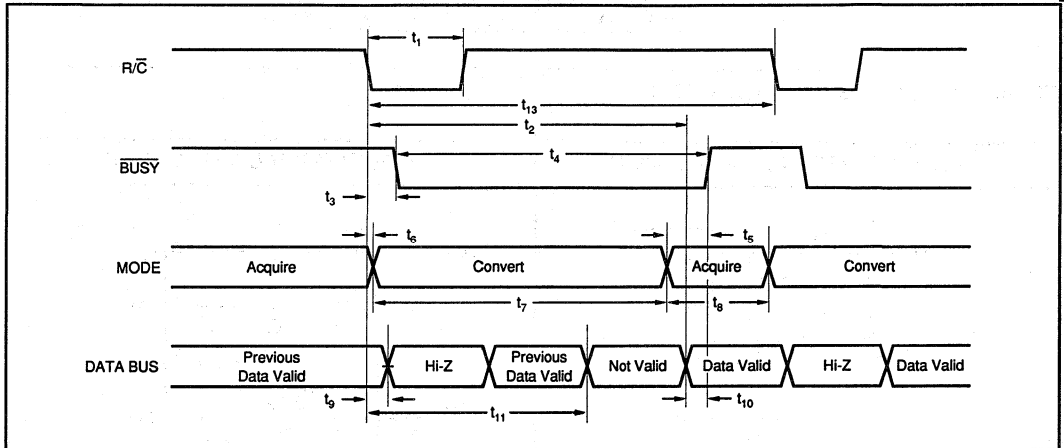 t₁
R/C̅
t₁₃
t₂
B̅U̅S̅Y̅
t₄
t₃
t₆
t₅
MODE
Acquire
Convert
Acquire
Convert
t₇
t₈
DATA BUS
Previous
Data Valid
Hi-Z
Previous
Data Valid
Not Valid
Data Valid
Hi-Z
Data Valid
t₉
t₁₀
t₁₁